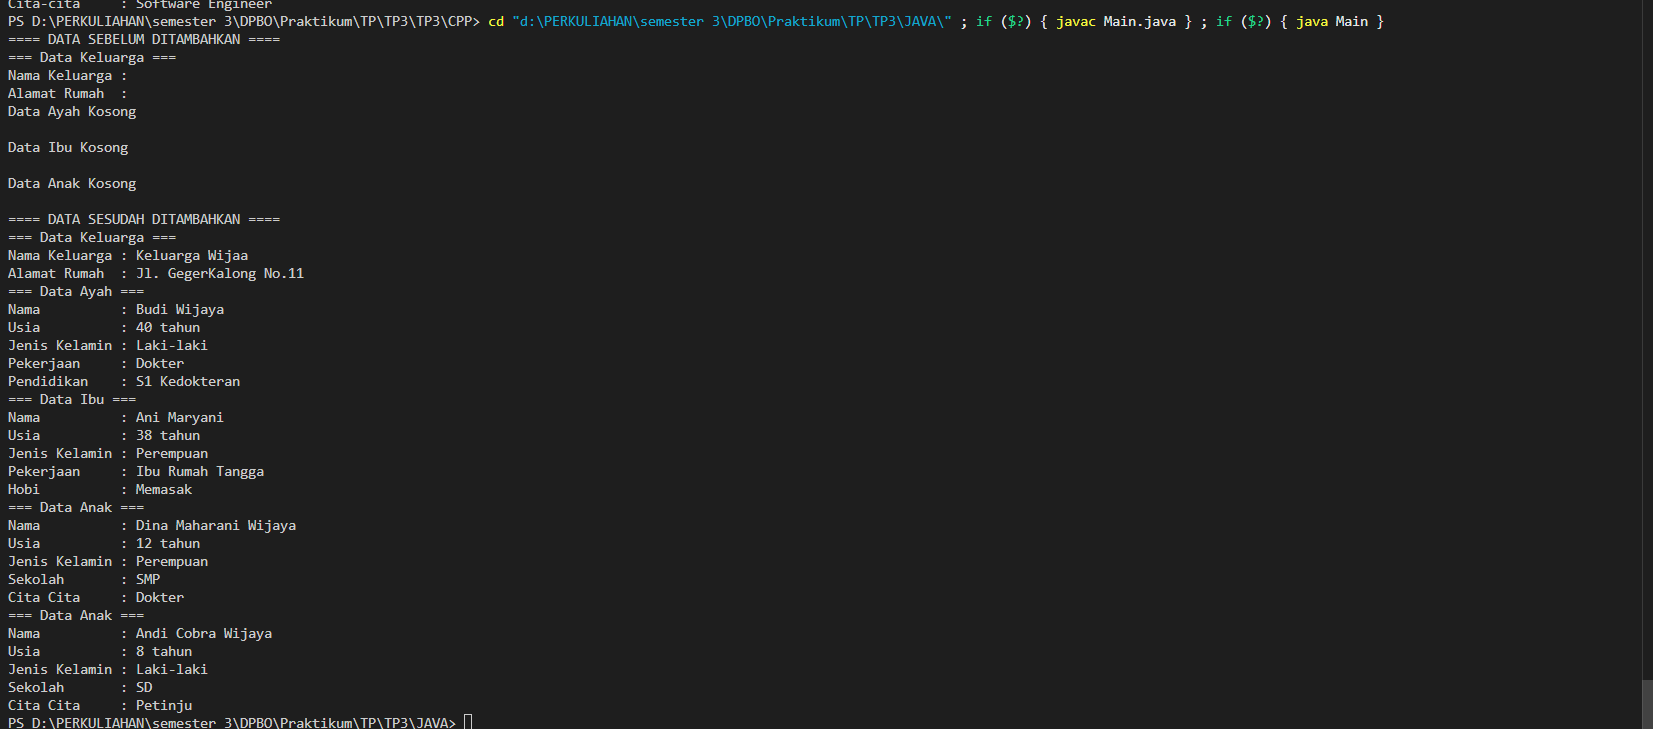 Cita-cita     : Software Engineer
PS D:\PERKULIAHAN\semester 3\DPBO\Praktikum\TP\TP3\TP3\CPP> cd "d:\PERKULIAHAN\semester 3\DPBO\Praktikum\TP\TP3\JAVA\" ; if ($?) { javac Main.java } ; if ($?) { java Main }
==== DATA SEBELUM DITAMBAHKAN ====
=== Data Keluarga ===
Nama Keluarga :
Alamat Rumah  :
Data Ayah Kosong
Data Ibu Kosong
Data Anak Kosong
==== DATA SESUDAH DITAMBAHKAN ====
=== Data Keluarga ===
Nama Keluarga : Keluarga Wijaa
Alamat Rumah  : Jl. GegerKalong No.11
=== Data Ayah ===
Nama          : Budi Wijaya
Usia          : 40 tahun
Jenis Kelamin : Laki-laki
Pekerjaan     : Dokter
Pendidikan    : S1 Kedokteran
=== Data Ibu ===
Nama          : Ani Maryani
Usia          : 38 tahun
Jenis Kelamin : Perempuan
Pekerjaan     : Ibu Rumah Tangga
Hobi          : Memasak
=== Data Anak ===
Nama          : Dina Maharani Wijaya
Usia          : 12 tahun
Jenis Kelamin : Perempuan
Sekolah       : SMP
Cita Cita     : Dokter
=== Data Anak ===
Nama          : Andi Cobra Wijaya
Usia          : 8 tahun
Jenis Kelamin : Laki-laki
Sekolah       : SD
Cita Cita     : Petinju
PS D:\PERKULIAHAN\semester 3\DPBO\Praktikum\TP\TP3\JAVA>